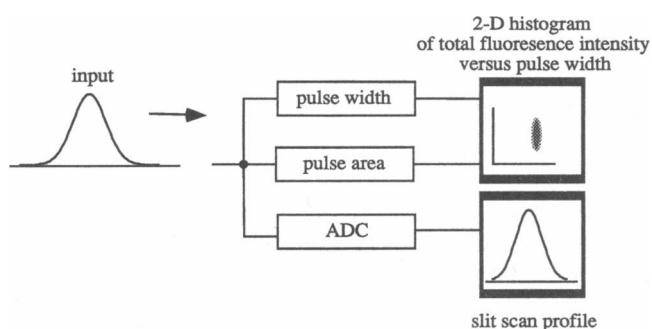 2-D histogram
of total fluoresence intensity
versus pulse width
input
pulse width
pulse area
ADC
slit scan profile